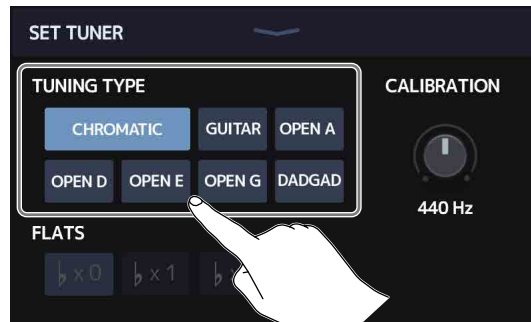 SET TUNER
TUNING TYPE
CALIBRATION
CHROMATIC GUITAR OPEN A
OPEN D OPEN E OPEN G DADGAD
440 Hz
FLATS
♭ x 0 ♭ x 1 ♭